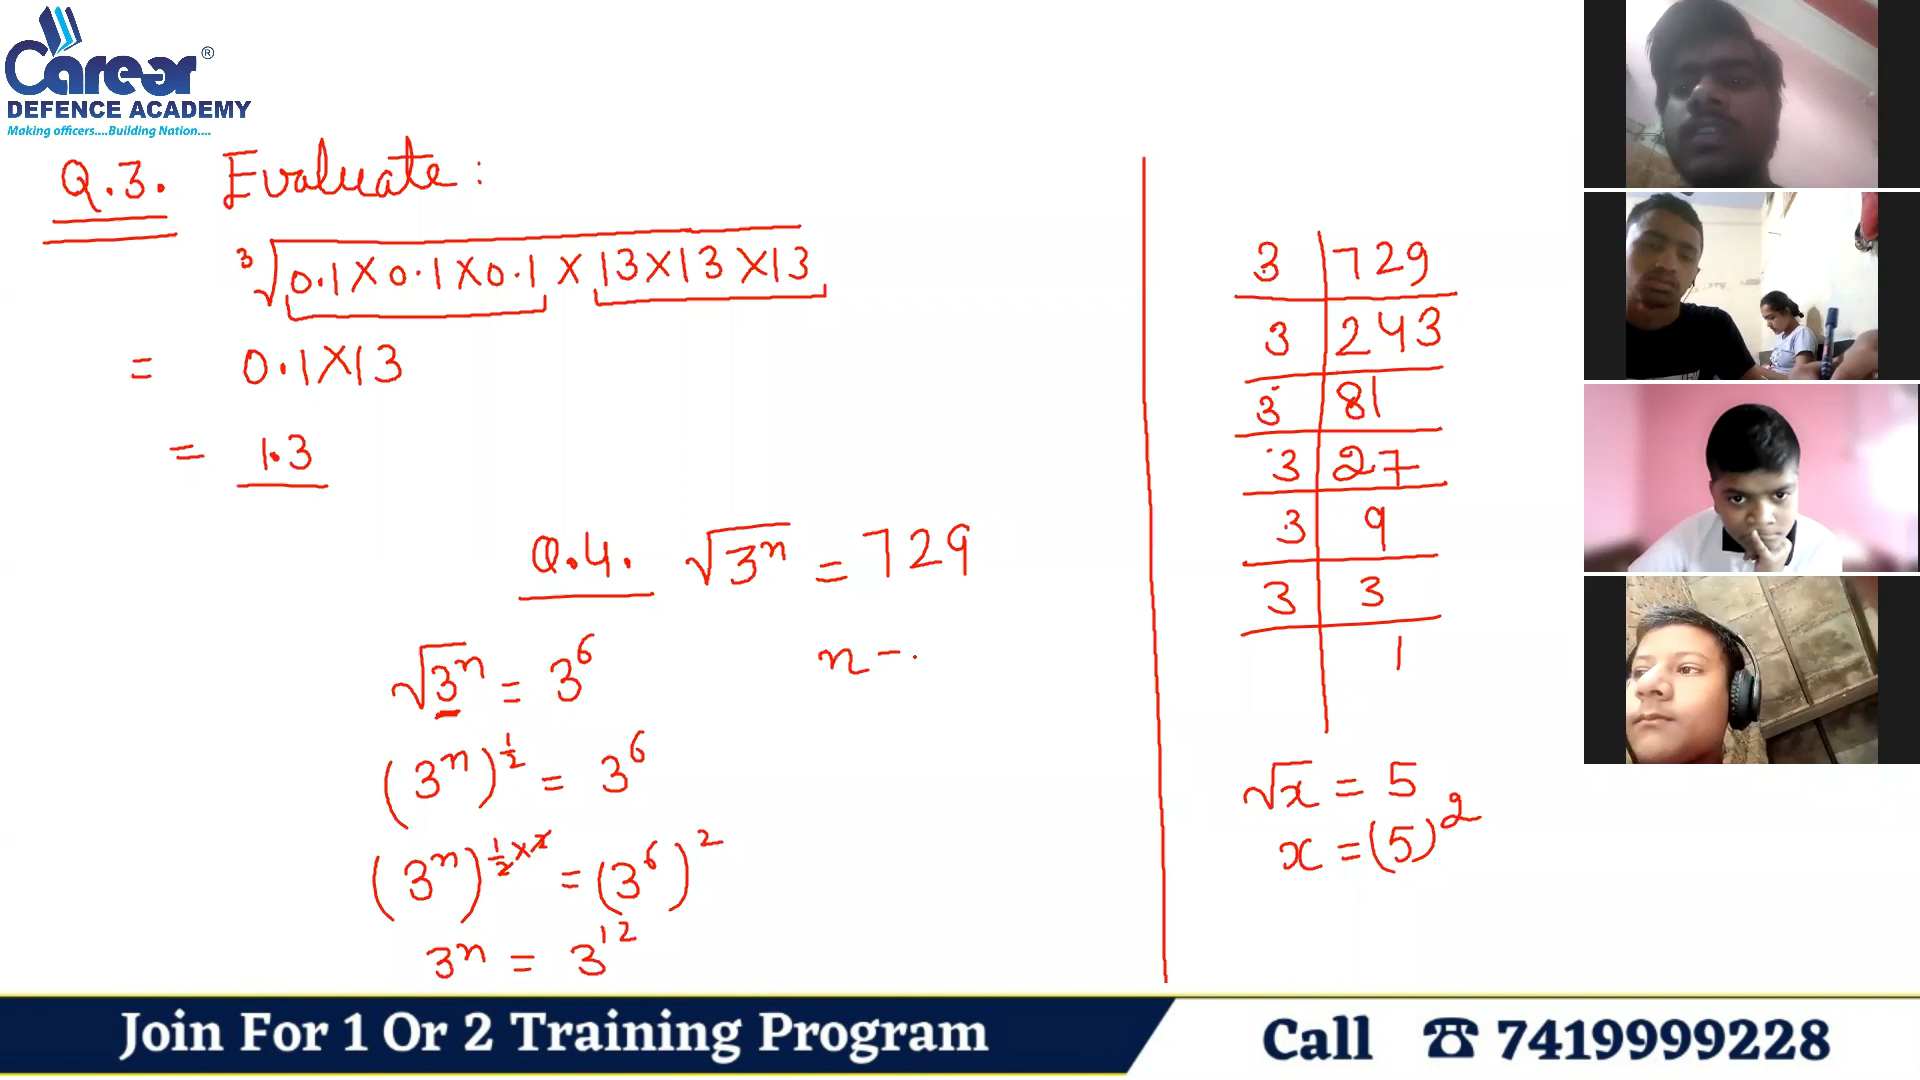 Carear®
DEFENCE ACADEMY
Making officers....Building Nation....
Q.3. Evaluate:
³√0.1×0.1×0.1 × 13×13×13
= 0.1×13
= 1.3
Q.4. √3ⁿ = 729
√3ⁿ = 3⁶
n -
(3ⁿ)^½ = 3⁶
(3ⁿ)^½×2 = (3⁶)²
3ⁿ = 3¹²
3 | 729
3 | 243
3 | 81
3 | 27
3 | 9
3 | 3
| 1
√x = 5
x = (5)²
Join For 1 Or 2 Training Program
Call ☎ 7419999228